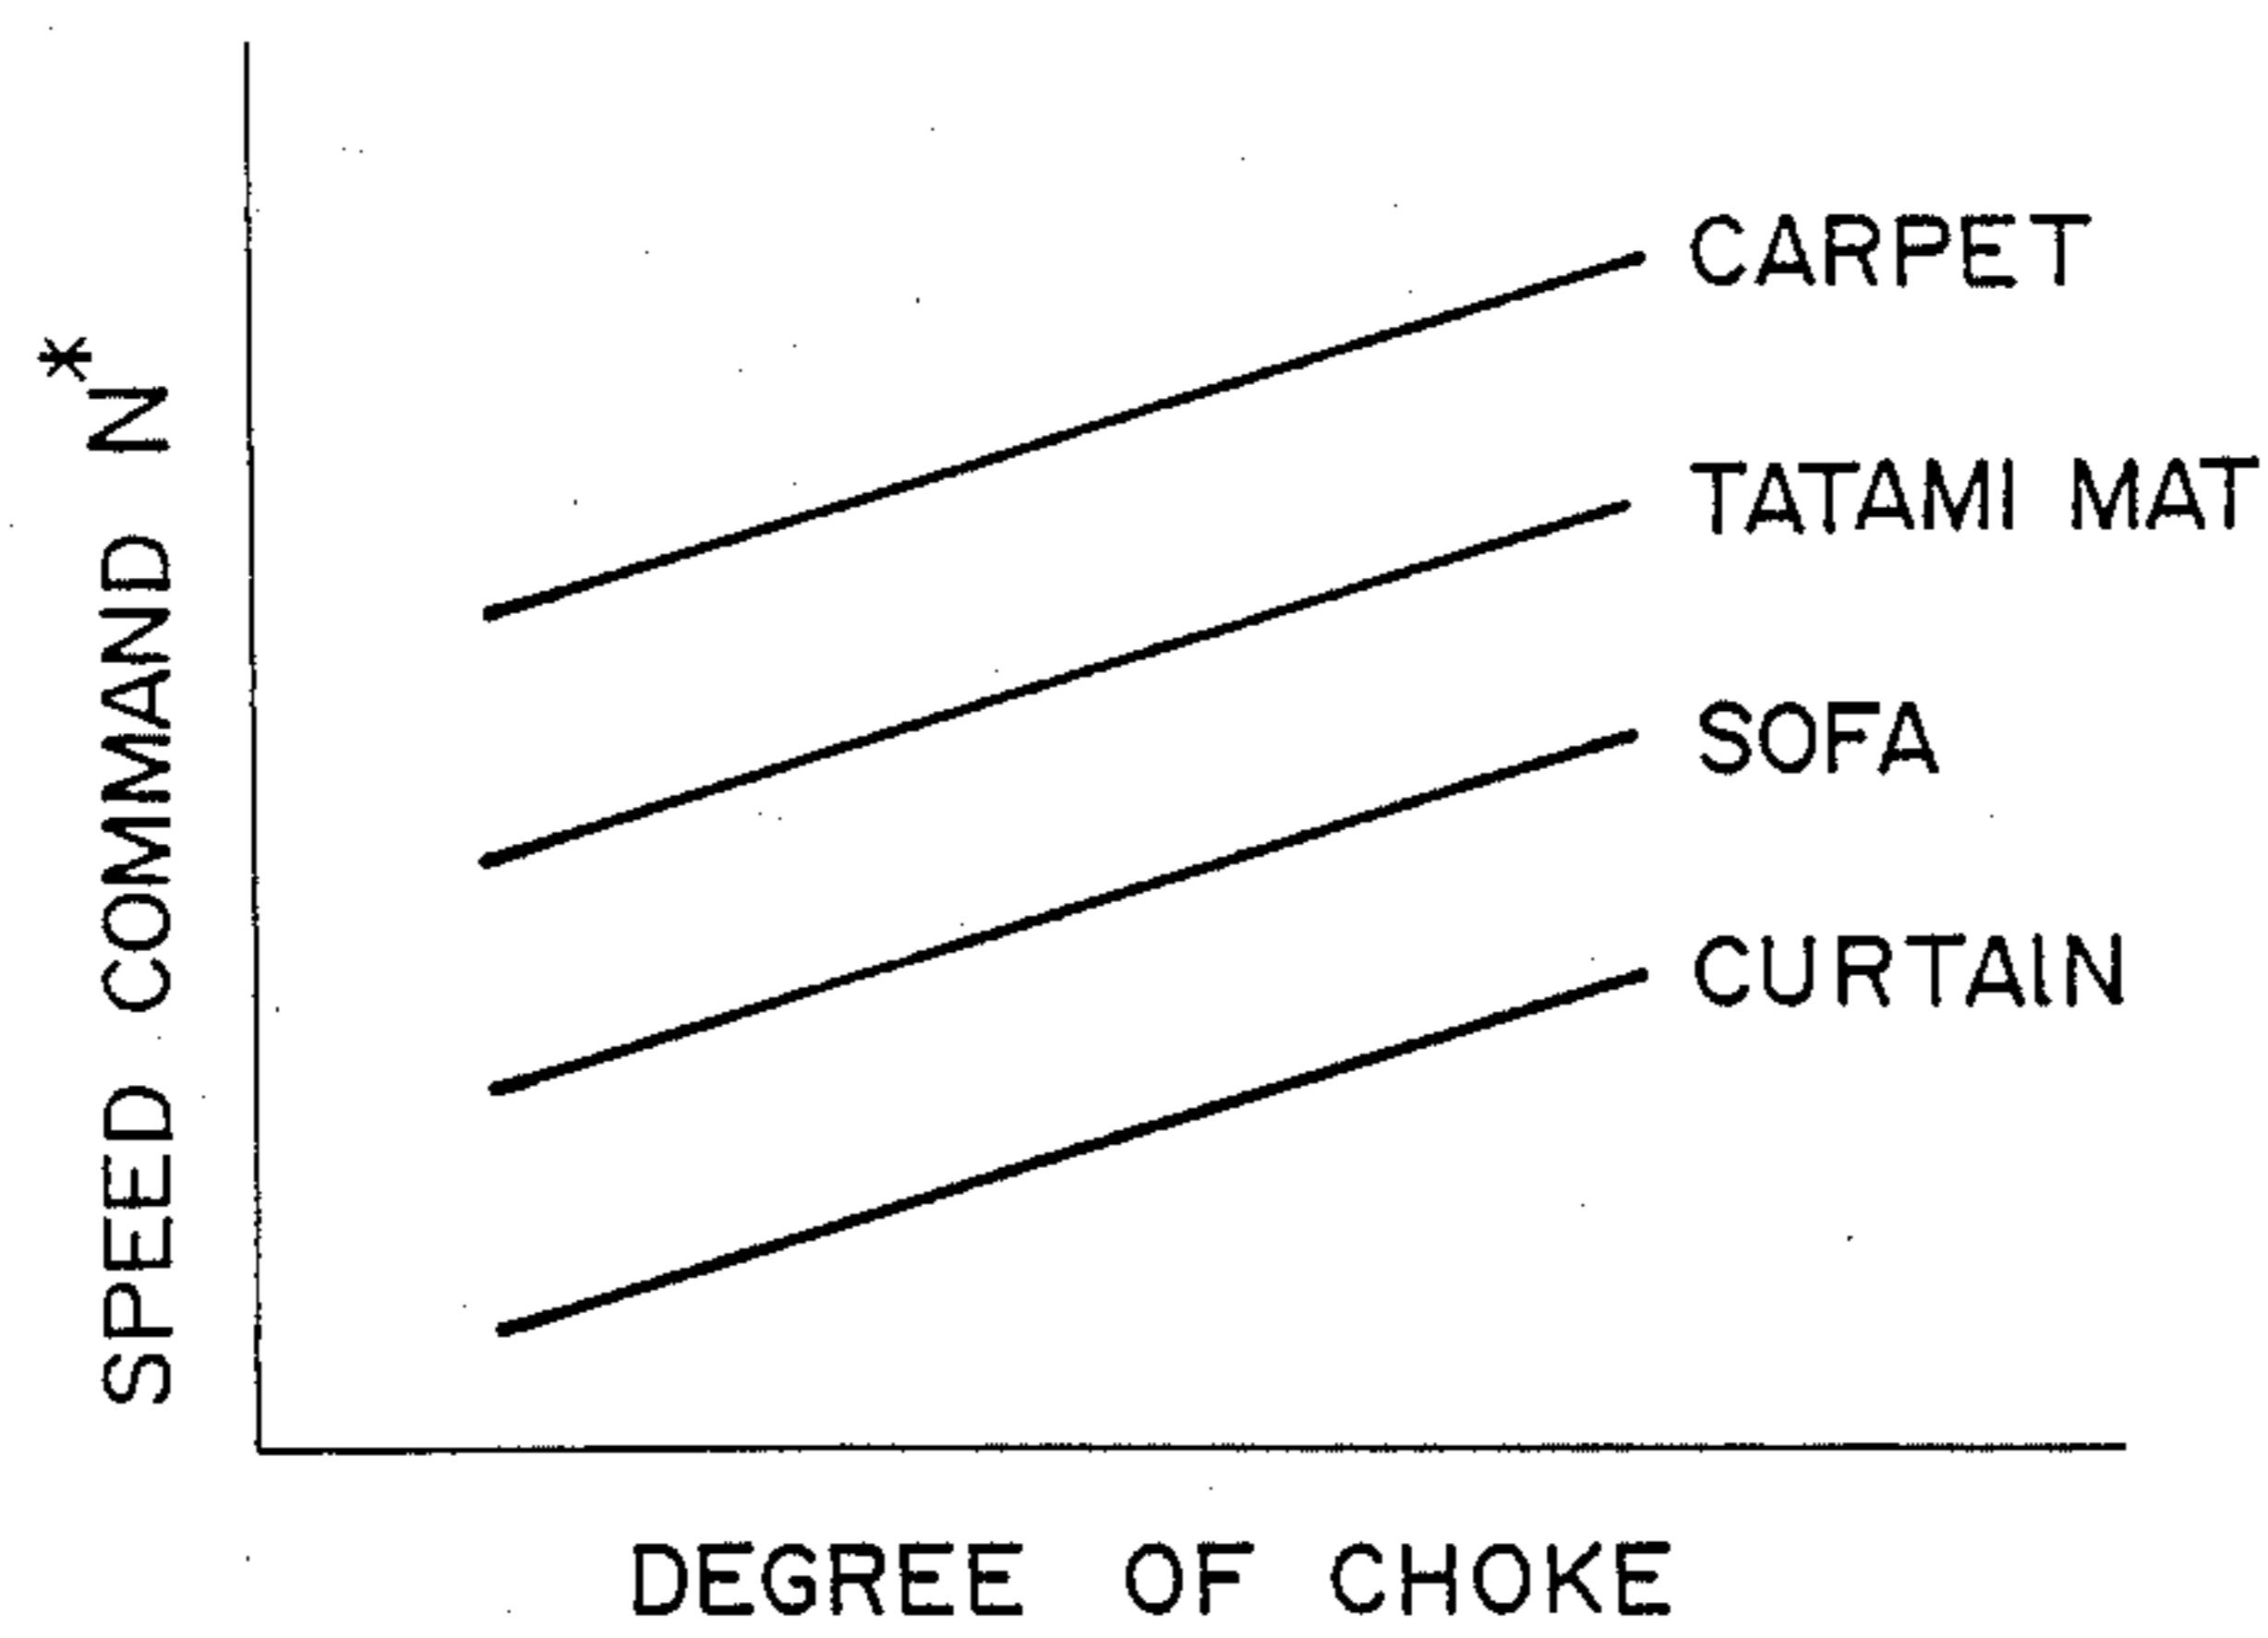 SPEED COMMAND N*
CARPET
TATAMI MAT
SOFA
CURTAIN
DEGREE OF CHOKE